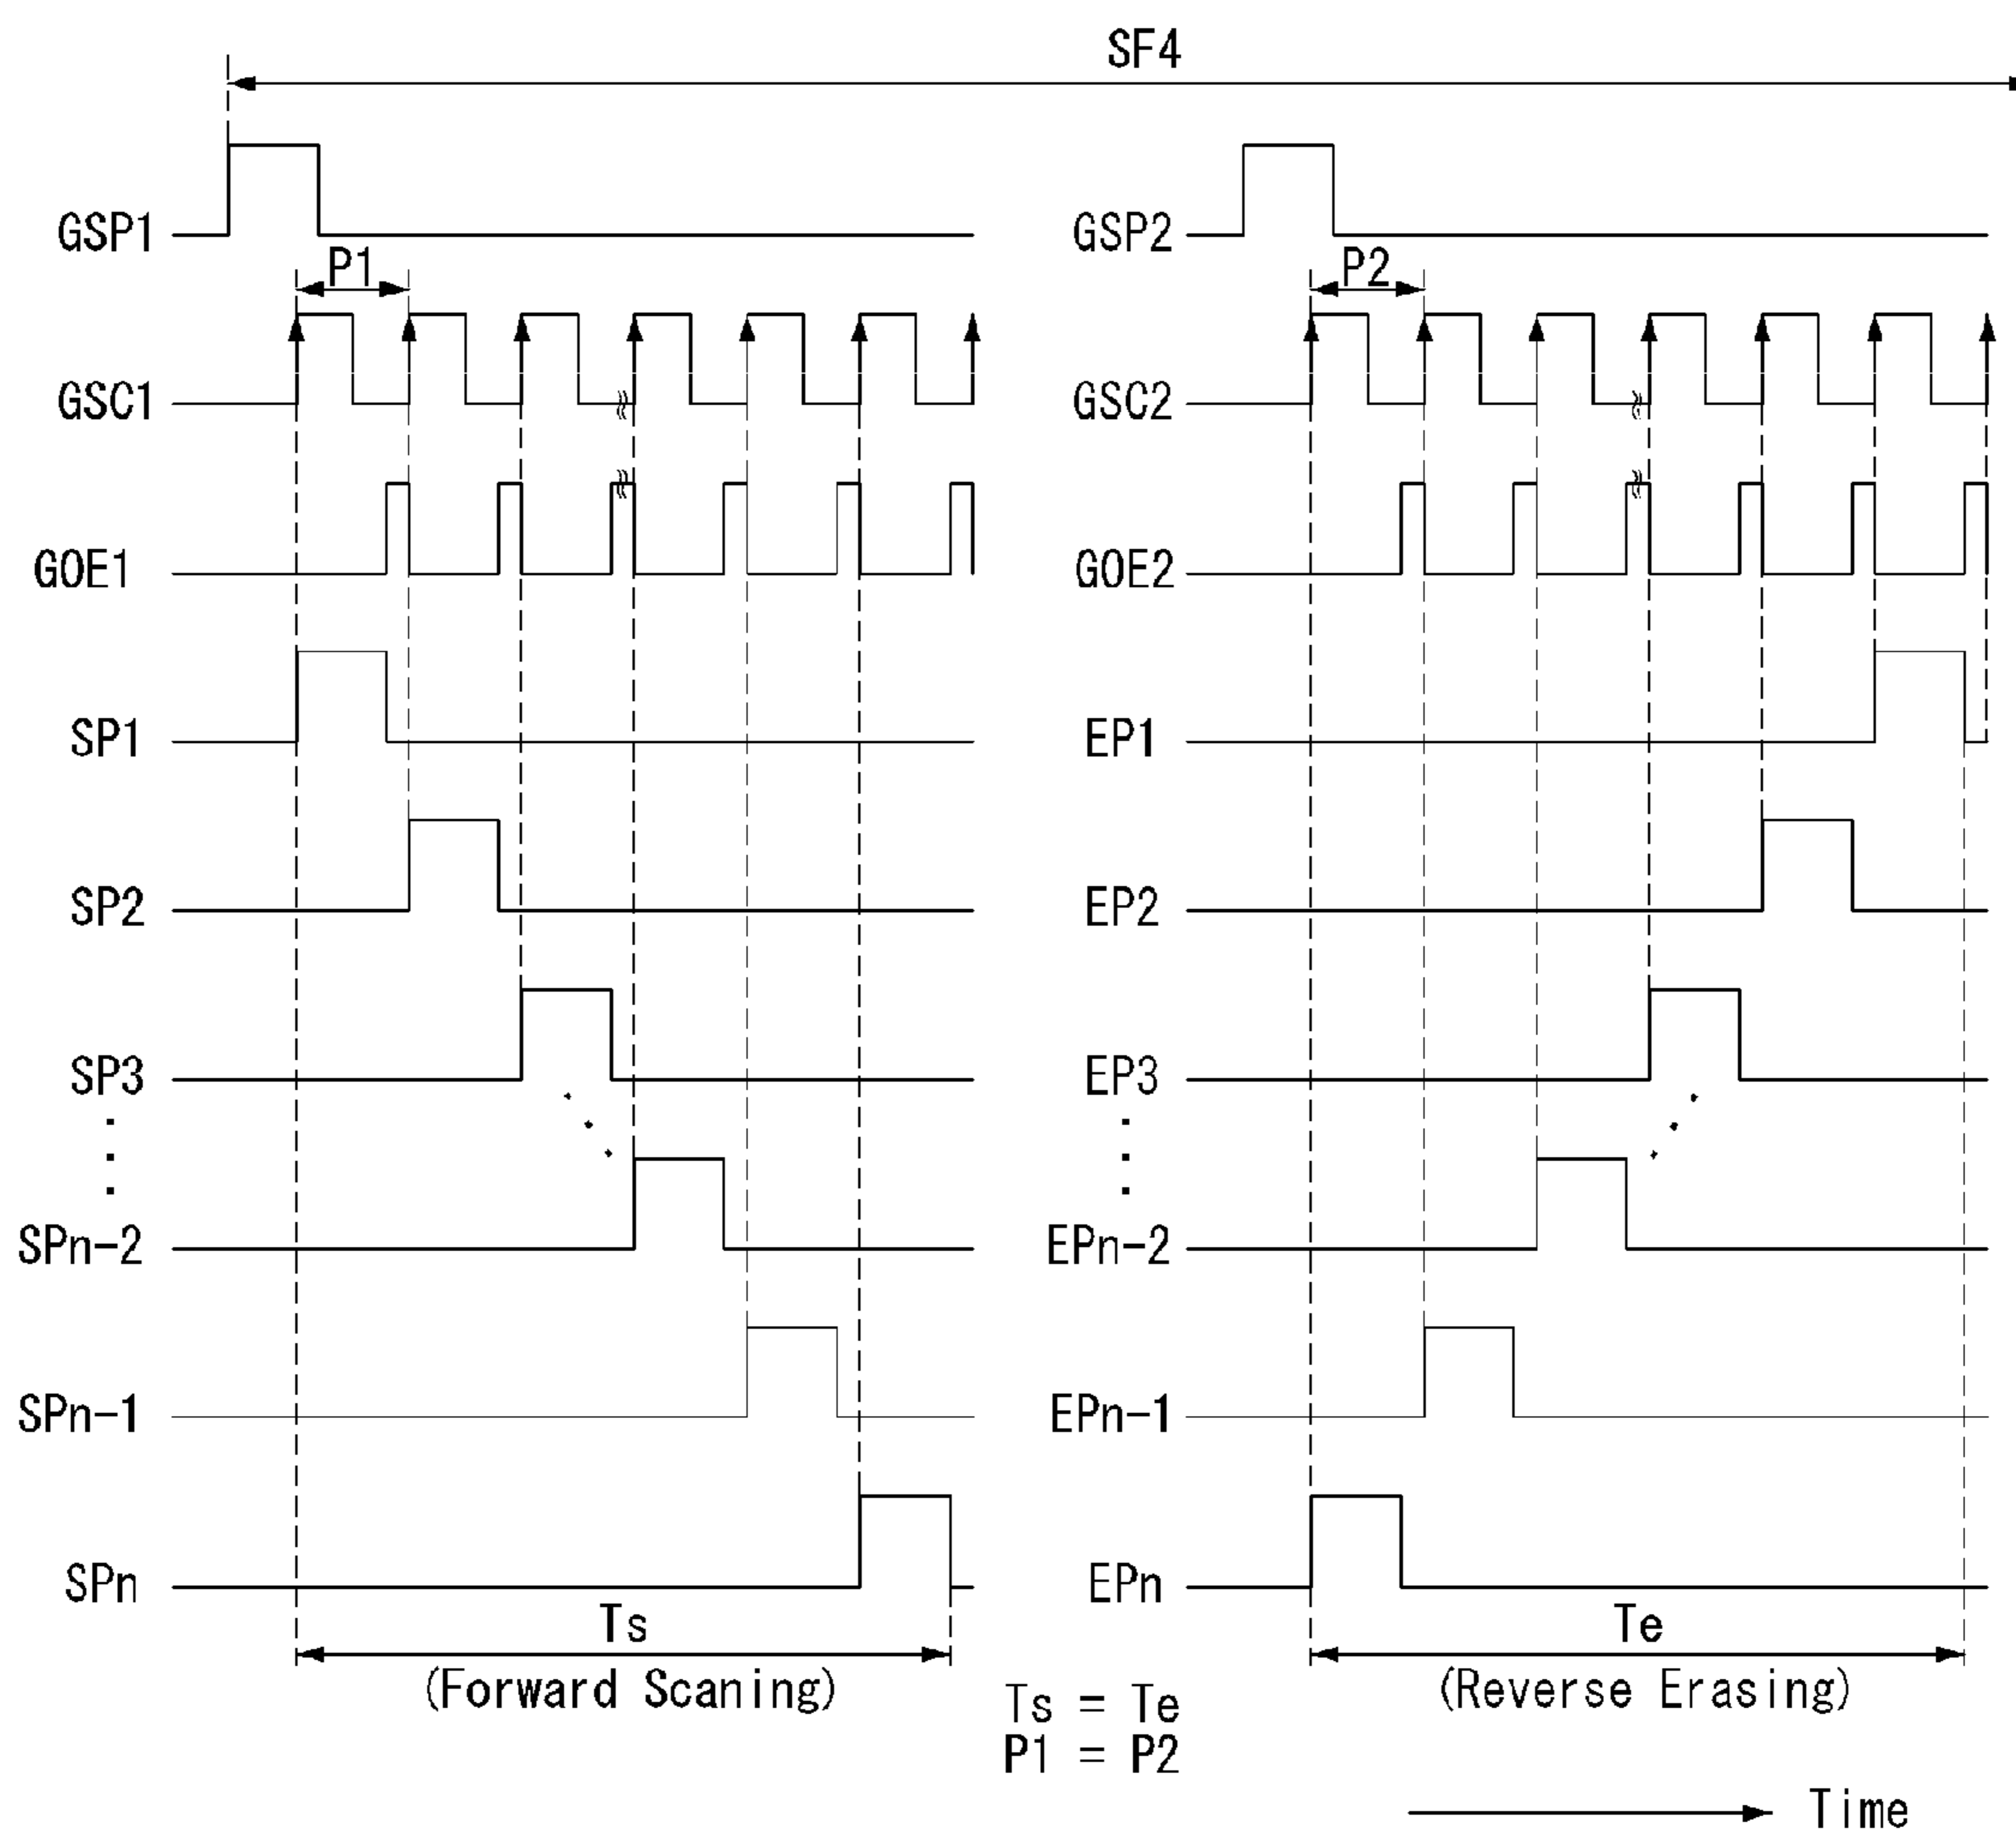 SF4
GSP1
GSP2
P1
P2
GSC1
GSC2
GOE1
GOE2
SP1
EP1
SP2
EP2
SP3
EP3
SPn-2
EPn-2
SPn-1
EPn-1
SPn
EPn
Ts
(Forward Scaning)
Te
(Reverse Erasing)
Ts = Te
P1 = P2
Time